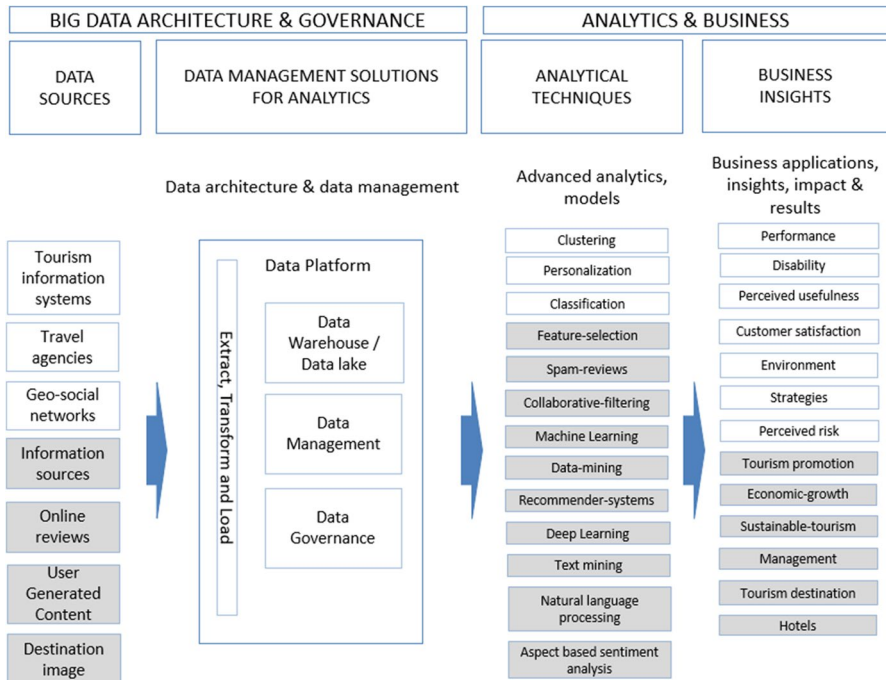 BIG DATA ARCHITECTURE & GOVERNANCE
ANALYTICS & BUSINESS
DATA
SOURCES
DATA MANAGEMENT SOLUTIONS
FOR ANALYTICS
ANALYTICAL
TECHNIQUES
BUSINESS
INSIGHTS
Data architecture & data management
Advanced analytics,
models
Business applications,
insights, impact &
results
Tourism
information
systems
Travel
agencies
Geo-social
networks
Information
sources
Online
reviews
User
Generated
Content
Destination
image
Extract, Transform and Load
Data Platform
Data
Warehouse /
Data lake
Data
Management
Data
Governance
Clustering
Personalization
Classification
Feature-selection
Spam-reviews
Collaborative-filtering
Machine Learning
Data-mining
Recommender-systems
Deep Learning
Text mining
Natural language
processing
Aspect based sentiment
analysis
Performance
Disability
Perceived usefulness
Customer satisfaction
Environment
Strategies
Perceived risk
Tourism promotion
Economic-growth
Sustainable-tourism
Management
Tourism destination
Hotels